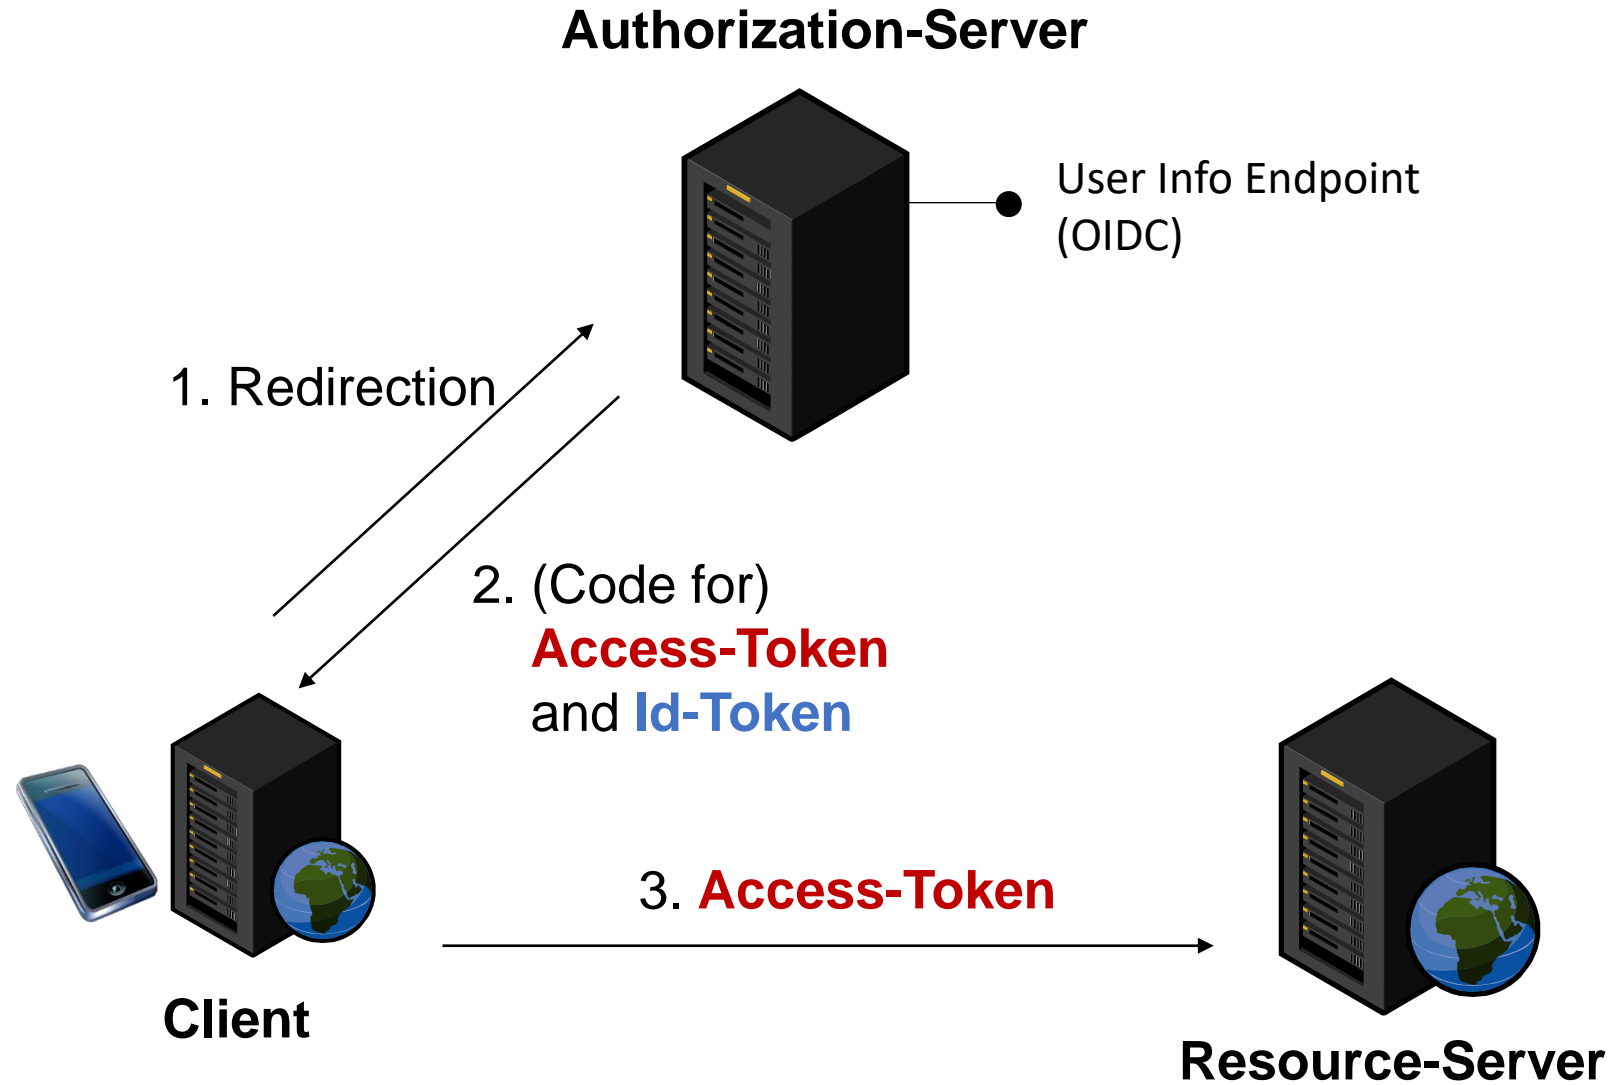 Authorization-Server
User Info Endpoint
(OIDC)
1. Redirection
2. (Code for)
Access-Token
and Id-Token
3. Access-Token
Client
Resource-Server